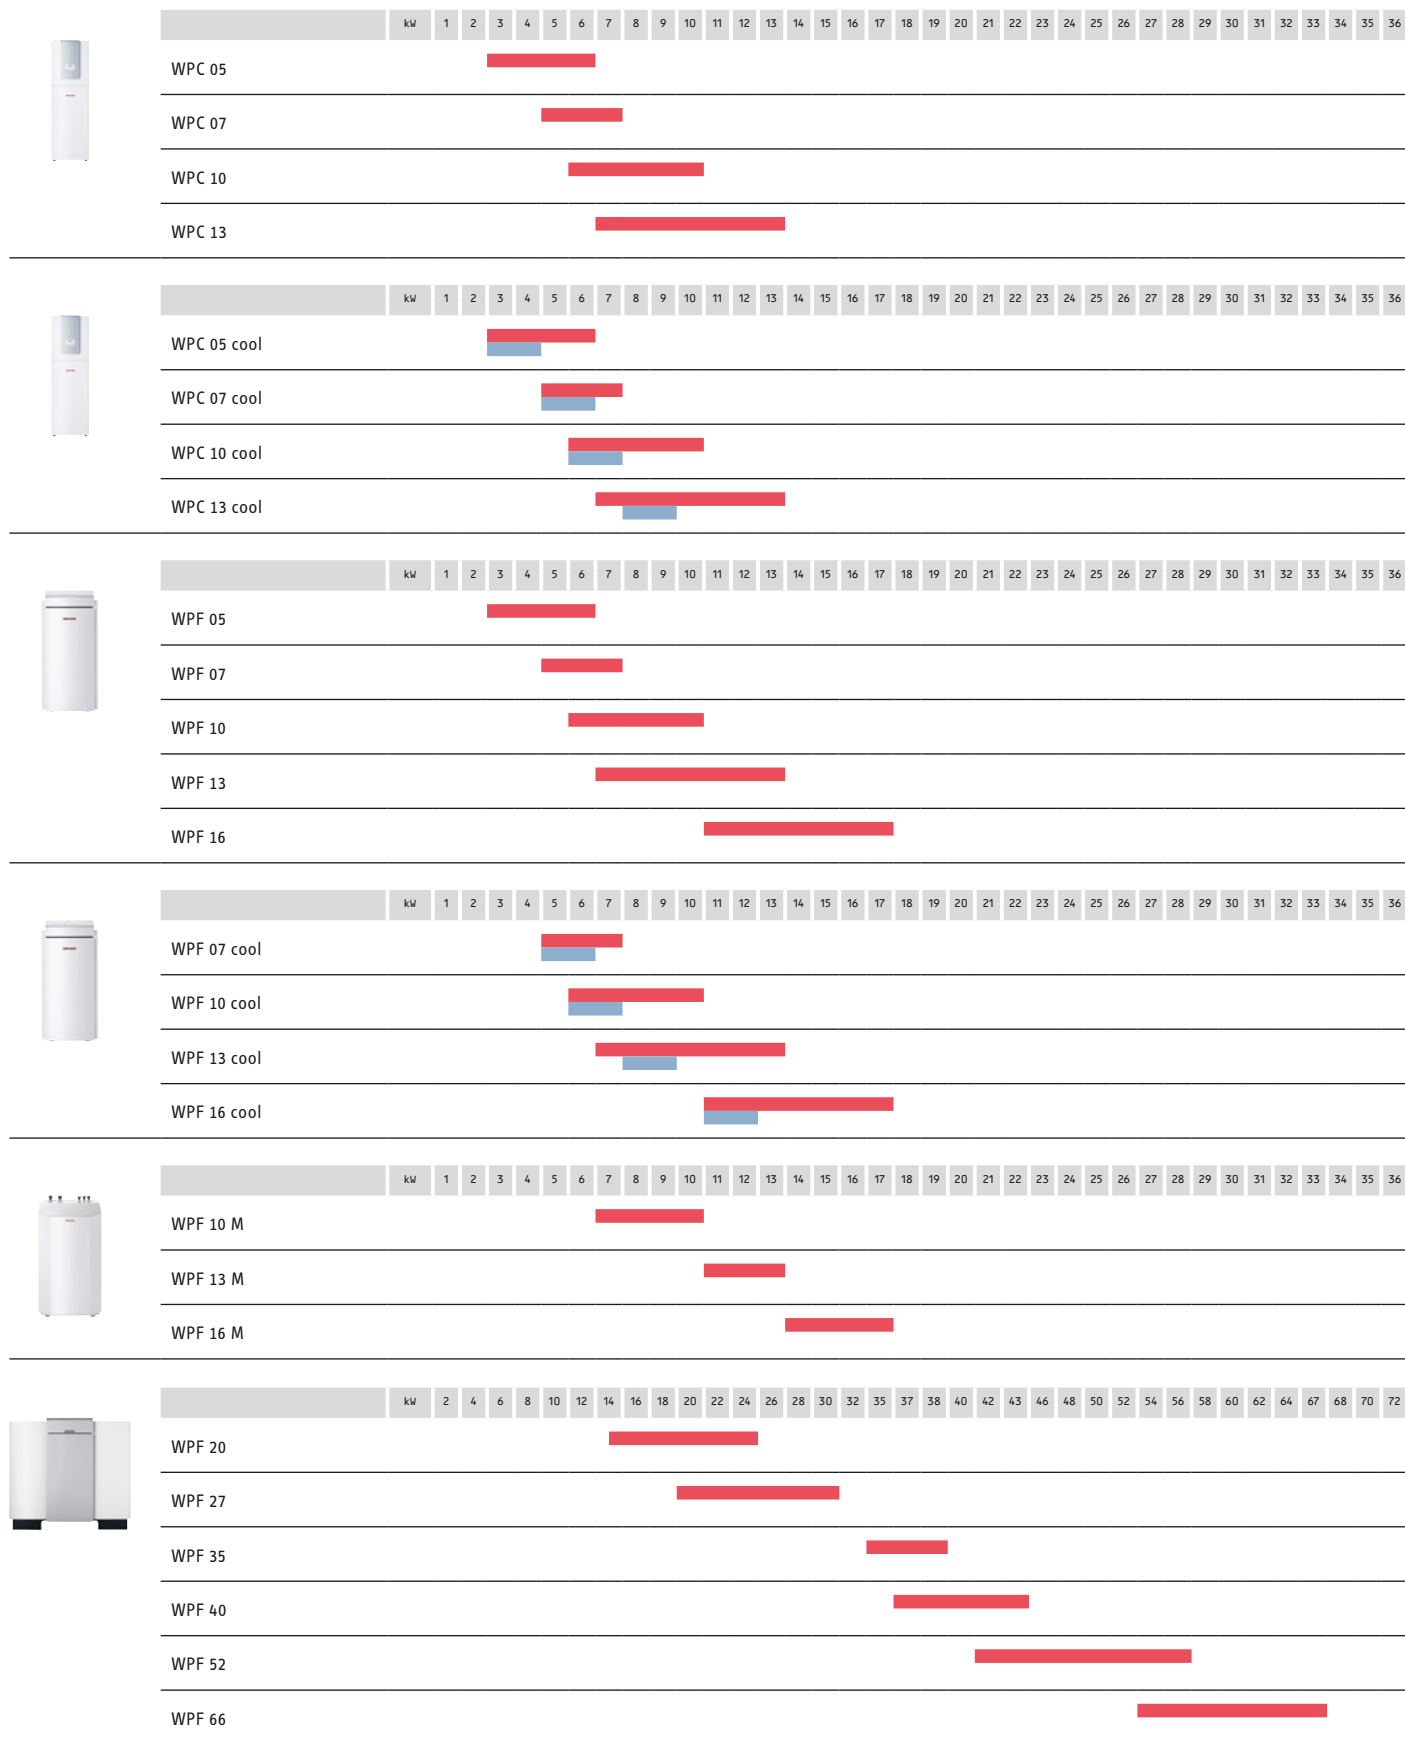 kW 1 2 3 4 5 6 7 8 9 10 11 12 13 14 15 16 17 18 19 20 21 22 23 24 25 26 27 28 29 30 31 32 33 34 35 36
WPC 05
WPC 07
WPC 10
WPC 13
kW 1 2 3 4 5 6 7 8 9 10 11 12 13 14 15 16 17 18 19 20 21 22 23 24 25 26 27 28 29 30 31 32 33 34 35 36
WPC 05 cool
WPC 07 cool
WPC 10 cool
WPC 13 cool
kW 1 2 3 4 5 6 7 8 9 10 11 12 13 14 15 16 17 18 19 20 21 22 23 24 25 26 27 28 29 30 31 32 33 34 35 36
WPF 05
WPF 07
WPF 10
WPF 13
WPF 16
kW 1 2 3 4 5 6 7 8 9 10 11 12 13 14 15 16 17 18 19 20 21 22 23 24 25 26 27 28 29 30 31 32 33 34 35 36
WPF 07 cool
WPF 10 cool
WPF 13 cool
WPF 16 cool
kW 1 2 3 4 5 6 7 8 9 10 11 12 13 14 15 16 17 18 19 20 21 22 23 24 25 26 27 28 29 30 31 32 33 34 35 36
WPF 10 M
WPF 13 M
WPF 16 M
kW 2 4 6 8 10 12 14 16 18 20 22 24 26 28 30 32 35 37 38 40 42 43 46 48 50 52 54 56 58 60 62 64 67 68 70 72
WPF 20
WPF 27
WPF 35
WPF 40
WPF 52
WPF 66